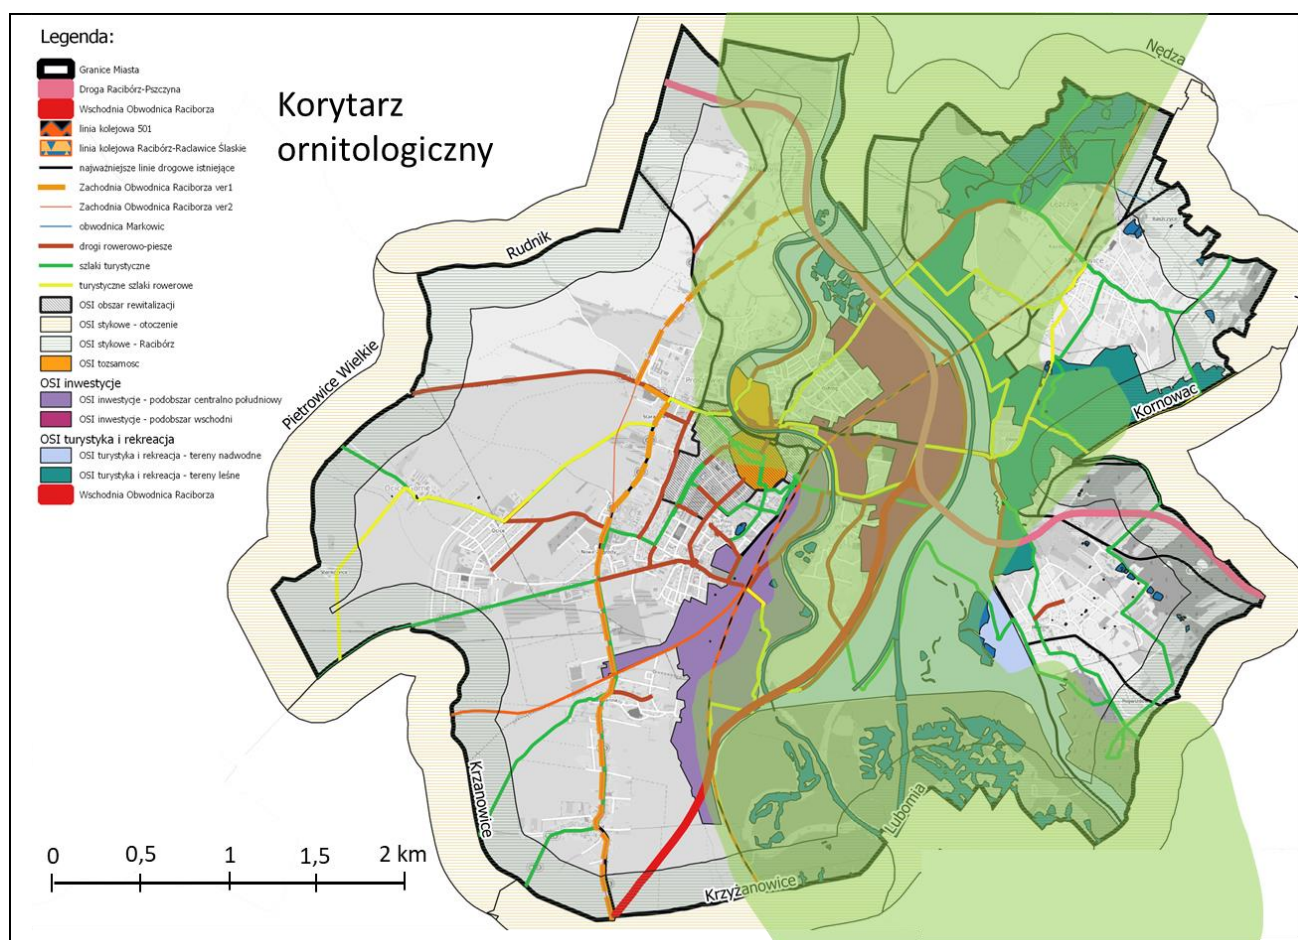 Legenda:
Granice Miasta
Droga Racibórz-Pszczyna
Wschodnia Obwodnica Raciborza
linia kolejowa 501
linia kolejowa Racibórz-Racławice Śląskie
najważniejsze linie drogowe istniejące
Zachodnia Obwodnica Raciborza ver1
Zachodnia Obwodnica Raciborza ver2
obwodnica Markowic
drogi rowerowo-piesze
szlaki turystyczne
turystyczne szlaki rowerowe
OSI obszar rewitalizacji
OSI stykowe - otoczenie
OSI stykowe - Racibórz
OSI tozsamosc
OSI inwestycje
OSI inwestycje - podobszar centralno południowy
OSI inwestycje - podobszar wschodni
OSI turystyka i rekreacja
OSI turystyka i rekreacja - tereny nadwodne
OSI turystyka i rekreacja - tereny leśne
Wschodnia Obwodnica Raciborza
Korytarz
ornitologiczny
Nędza
Rudnik
Pietrowice Wielkie
Kornowac
Krzanowice
Lubomia
Krzyżanowice
0 0,5 1 1,5 2 km